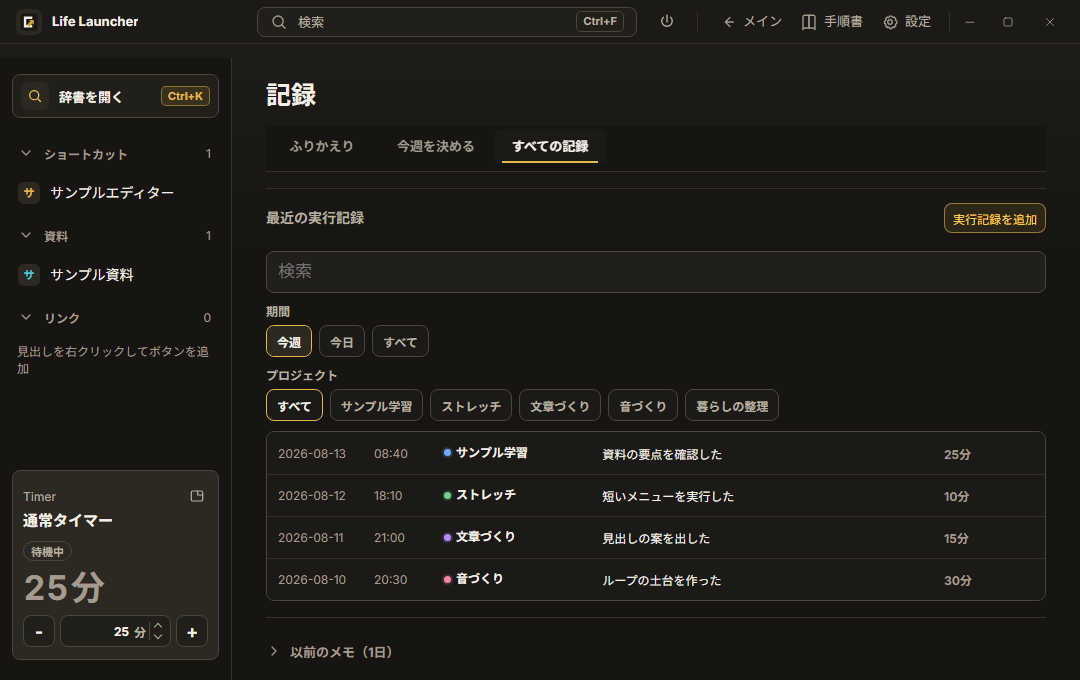 Life Launcher
検索 Ctrl+F
メイン 手順書 設定
辞書を開く Ctrl+K
ショートカット 1
サ サンプルエディター
資料 1
サ サンプル資料
リンク 0
見出しを右クリックしてボタンを追
加
Timer
通常タイマー
待機中
25分
- 25 分 +
記録
ふりかえり 今週を決める すべての記録
最近の実行記録 実行記録を追加
検索
期間
今週 今日 すべて
プロジェクト
すべて サンプル学習 ストレッチ 文章づくり 音づくり 暮らしの整理
2026-08-13 08:40 サンプル学習 資料の要点を確認した 25分
2026-08-12 18:10 ストレッチ 短いメニューを実行した 10分
2026-08-11 21:00 文章づくり 見出しの案を出した 15分
2026-08-10 20:30 音づくり ループの土台を作った 30分
以前のメモ（1日）